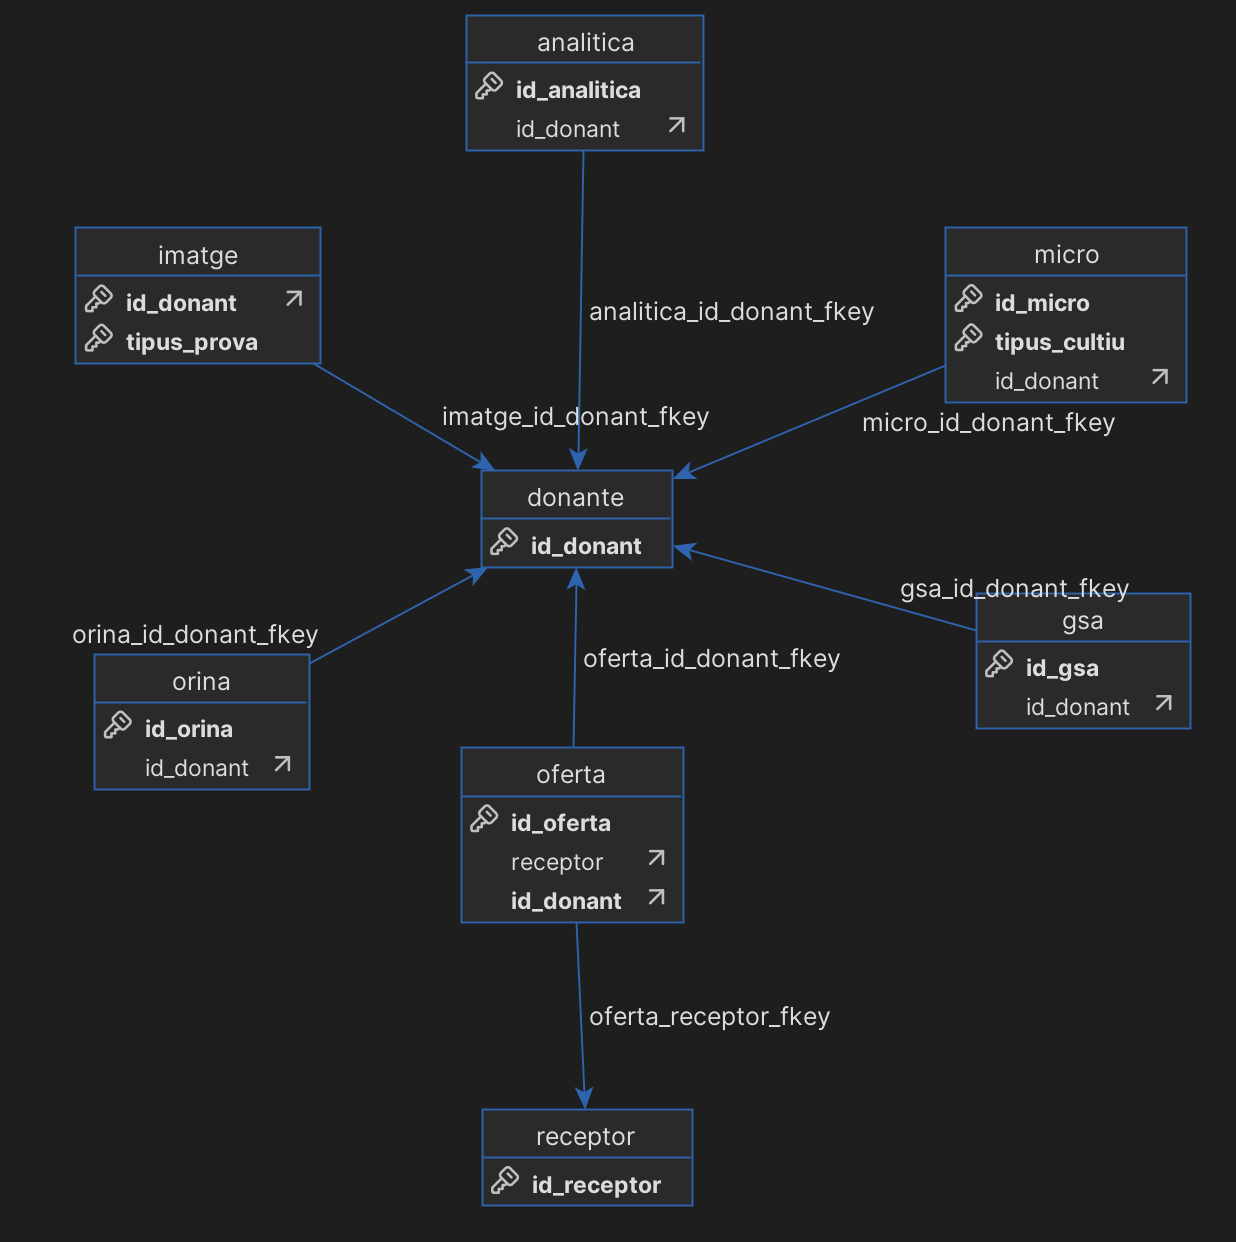 analitica
id_analitica
id_donant
imatge
id_donant
tipus_prova
micro
id_micro
tipus_cultiu
id_donant
analitica_id_donant_fkey
imatge_id_donant_fkey
micro_id_donant_fkey
donante
id_donant
gsa_id_donant_fkey
gsa
id_gsa
id_donant
orina_id_donant_fkey
orina
id_orina
id_donant
oferta_id_donant_fkey
oferta
id_oferta
receptor
id_donant
oferta_receptor_fkey
receptor
id_receptor